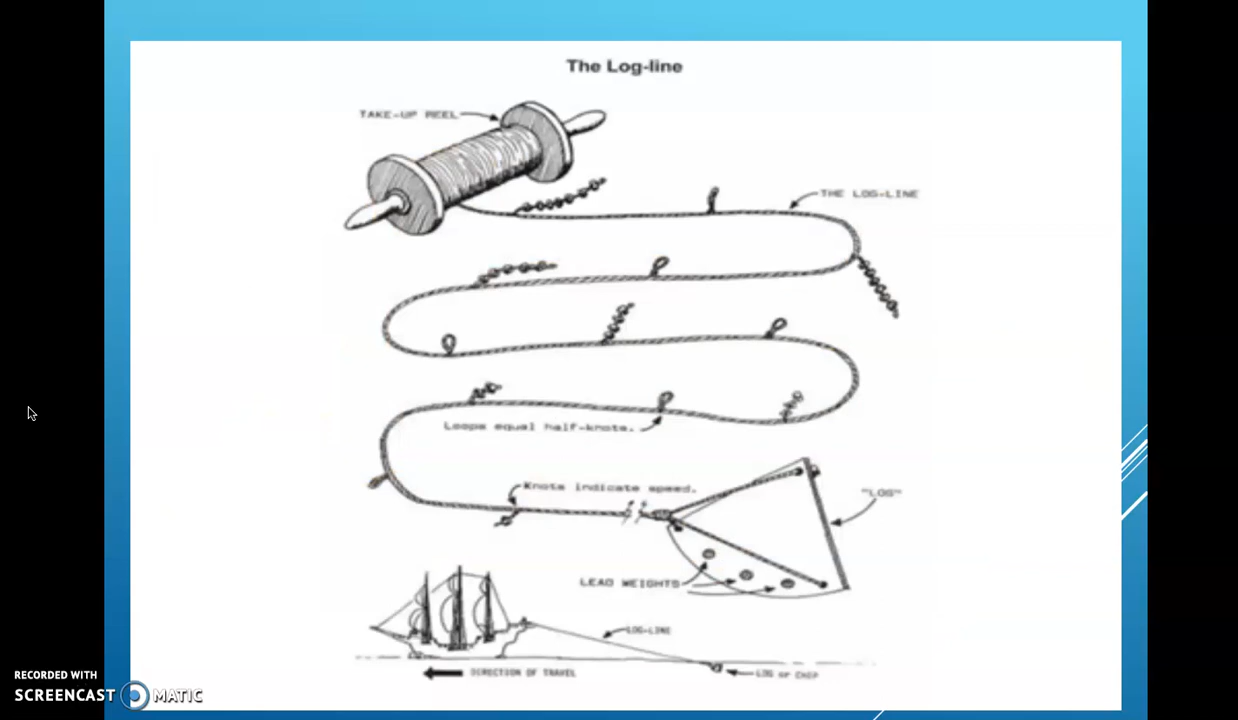 The Log-line
TAKE-UP REEL
THE LOG-LINE
Loops equal half-knots.
Knots indicate speed.
"LOG"
LEAD WEIGHTS
LOG-LINE
DIRECTION OF TRAVEL
LOG or CHIP
RECORDED WITH
SCREENCAST MATIC